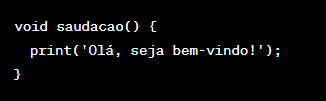 void saudacao() {
  print('Olá, seja bem-vindo!');
}